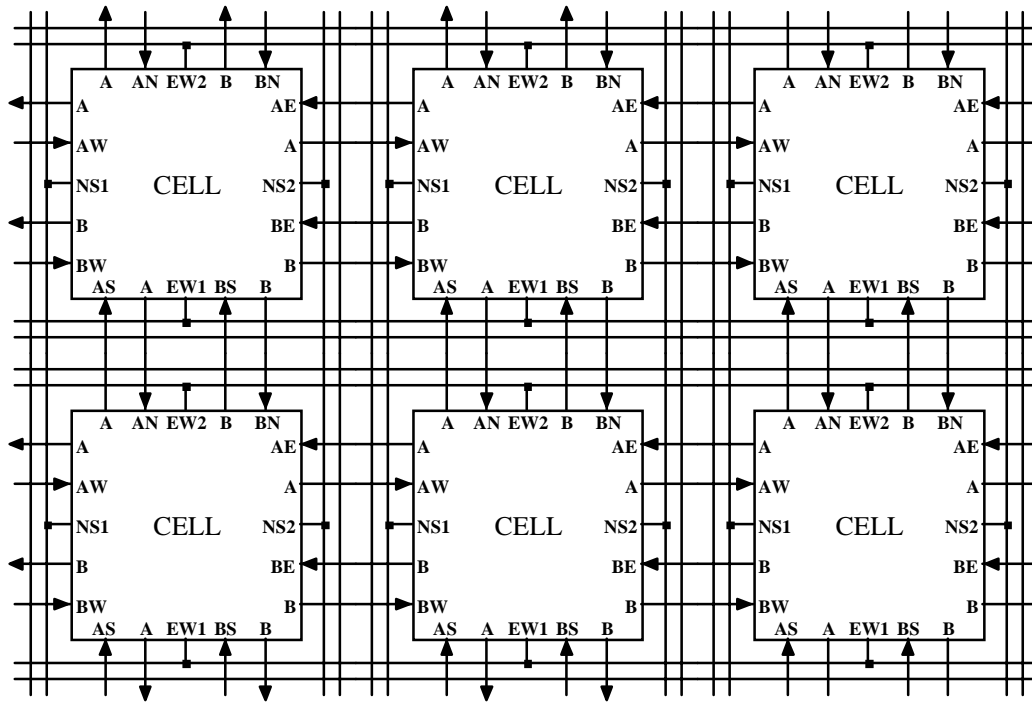 A AN EW2 B BN A AN EW2 B BN A AN EW2 B BN
A AE A AE A AE
AW A AW A AW A
NS1 CELL NS2 NS1 CELL NS2 NS1 CELL NS2
B BE B BE B BE
BW B BW B BW B
AS A EW1 BS B AS A EW1 BS B AS A EW1 BS B
A AN EW2 B BN A AN EW2 B BN A AN EW2 B BN
A AE A AE A AE
AW A AW A AW A
NS1 CELL NS2 NS1 CELL NS2 NS1 CELL NS2
B BE B BE B BE
BW B BW B BW B
AS A EW1 BS B AS A EW1 BS B AS A EW1 BS B